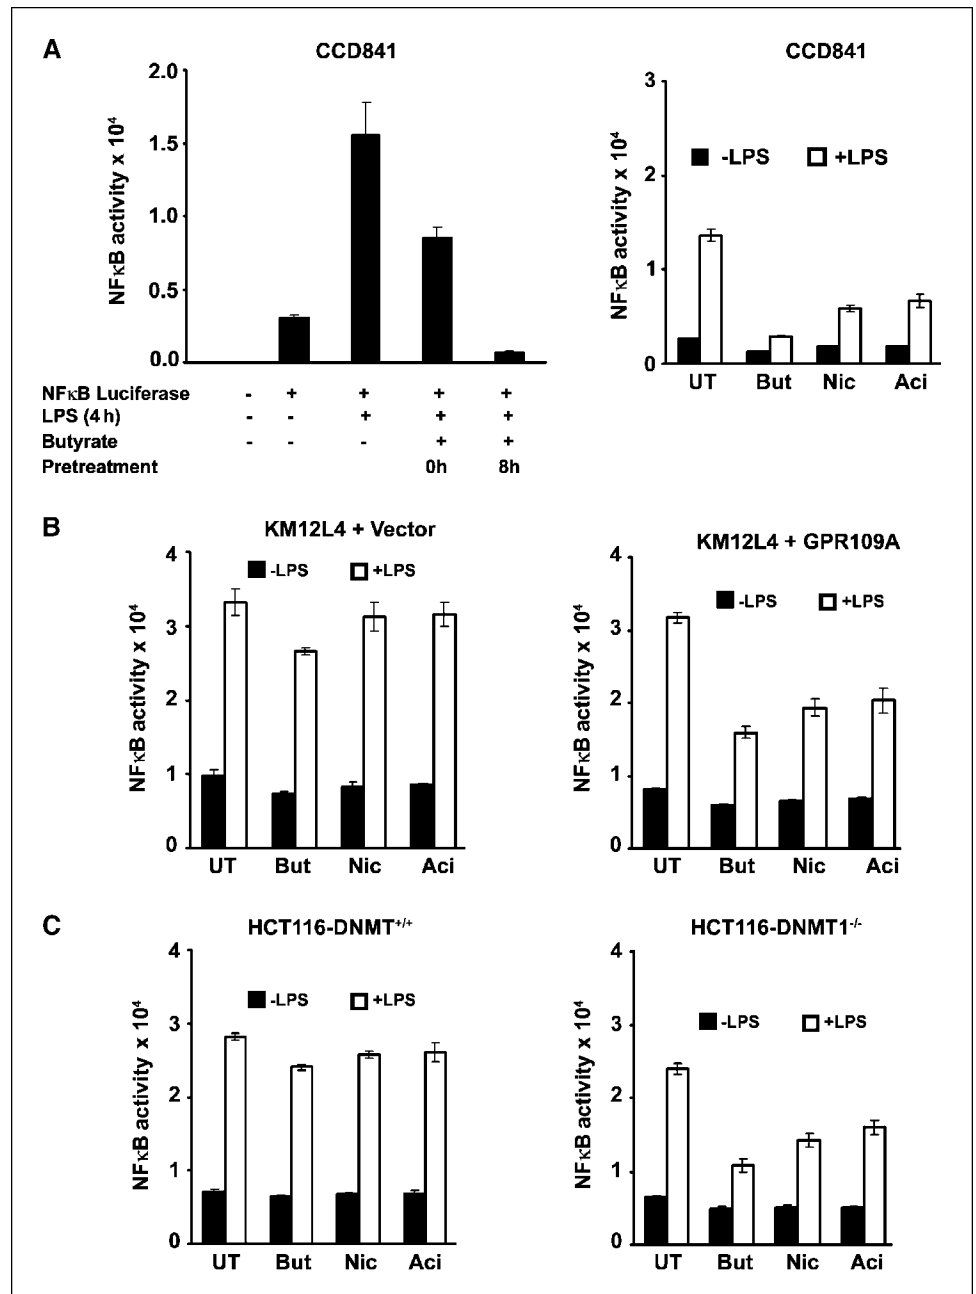 A
CCD841
NFκB activity x 10⁴
2.0
1.5
1.0
0.5
0.0
NFκB Luciferase - + + + +
LPS (4 h) - - + + +
Butyrate - - - + +
Pretreatment 0h 8h
CCD841
NFκB activity x 10⁴
3
2
1
0
-LPS +LPS
UT But Nic Aci
B
KM12L4 + Vector
NFκB activity x 10⁴
4
3
2
1
0
-LPS +LPS
UT But Nic Aci
KM12L4 + GPR109A
NFκB activity x 10⁴
4
3
2
1
0
-LPS +LPS
UT But Nic Aci
C
HCT116-DNMT⁺/⁺
NFκB activity x 10⁴
4
3
2
1
0
-LPS +LPS
UT But Nic Aci
HCT116-DNMT1⁻/⁻
NFκB activity x 10⁴
4
3
2
1
0
-LPS +LPS
UT But Nic Aci